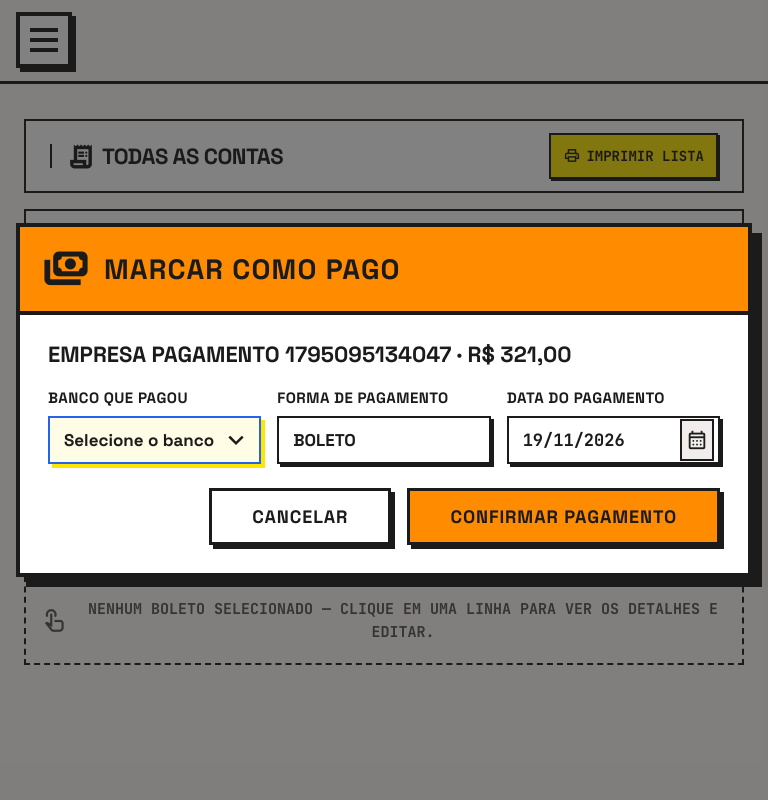 TODAS AS CONTAS
IMPRIMIR LISTA
MARCAR COMO PAGO
EMPRESA PAGAMENTO 1795095134047 · R$ 321,00
BANCO QUE PAGOU
FORMA DE PAGAMENTO
DATA DO PAGAMENTO
Selecione o banco
BOLETO
19/11/2026
CANCELAR
CONFIRMAR PAGAMENTO
NENHUM BOLETO SELECIONADO — CLIQUE EM UMA LINHA PARA VER OS DETALHES E
EDITAR.